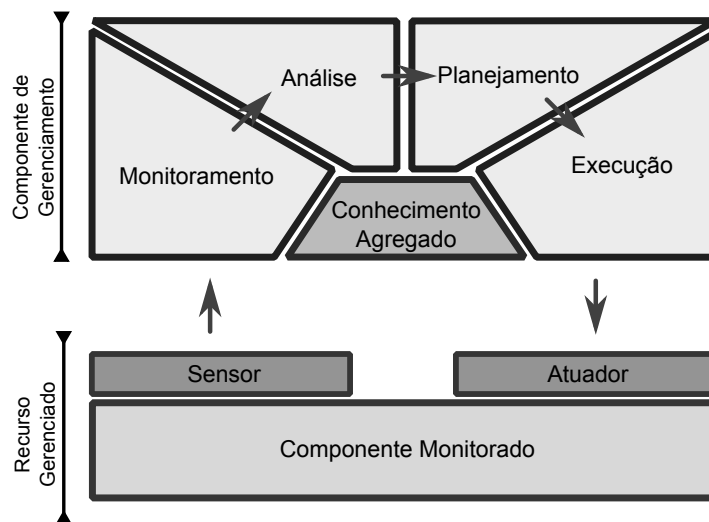 Componente de
Gerenciamento
Análise
Planejamento
Monitoramento
Execução
Conhecimento
Agregado
Recurso
Gerenciado
Sensor
Atuador
Componente Monitorado